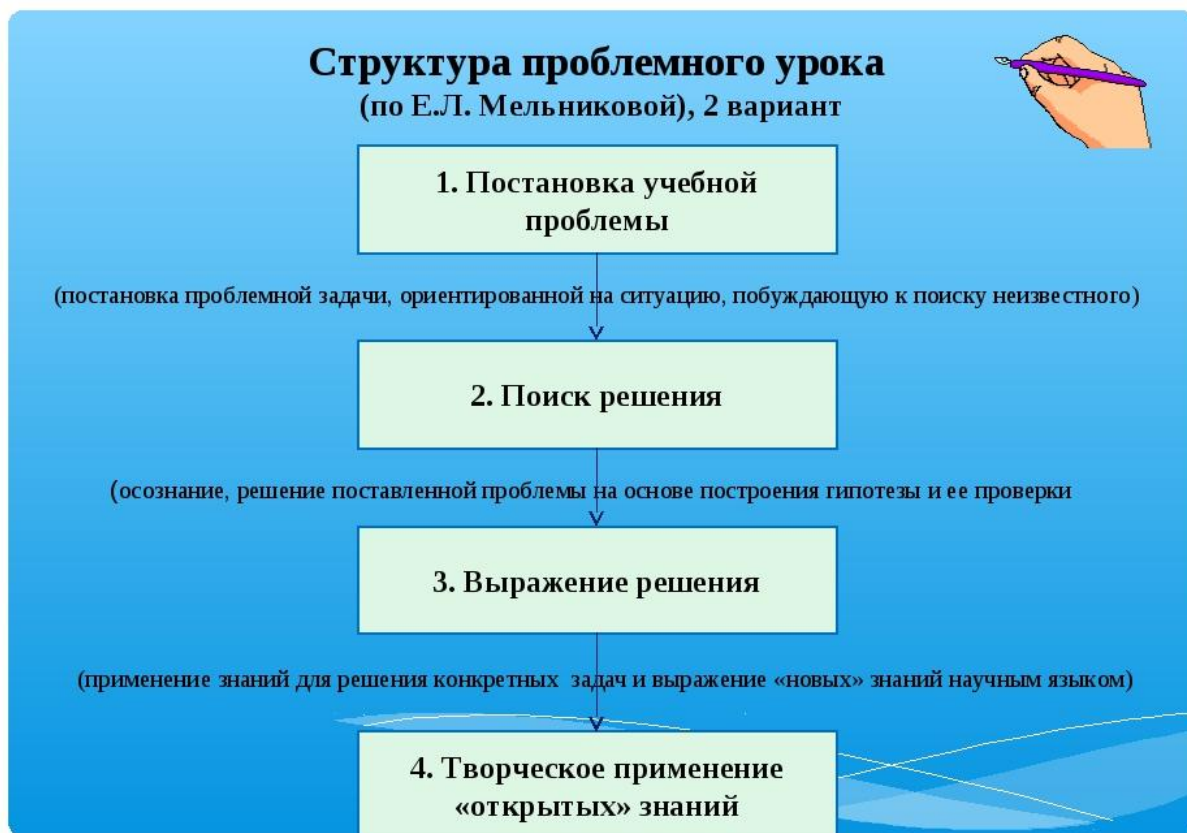 Структура проблемного урока
(по Е.Л. Мельниковой), 2 вариант
1. Постановка учебной
проблемы
(постановка проблемной задачи, ориентированной на ситуацию, побуждающую к поиску неизвестного)
2. Поиск решения
(осознание, решение поставленной проблемы на основе построения гипотезы и ее проверки
3. Выражение решения
(применение знаний для решения конкретных задач и выражение «новых» знаний научным языком)
4. Творческое применение
«открытых» знаний